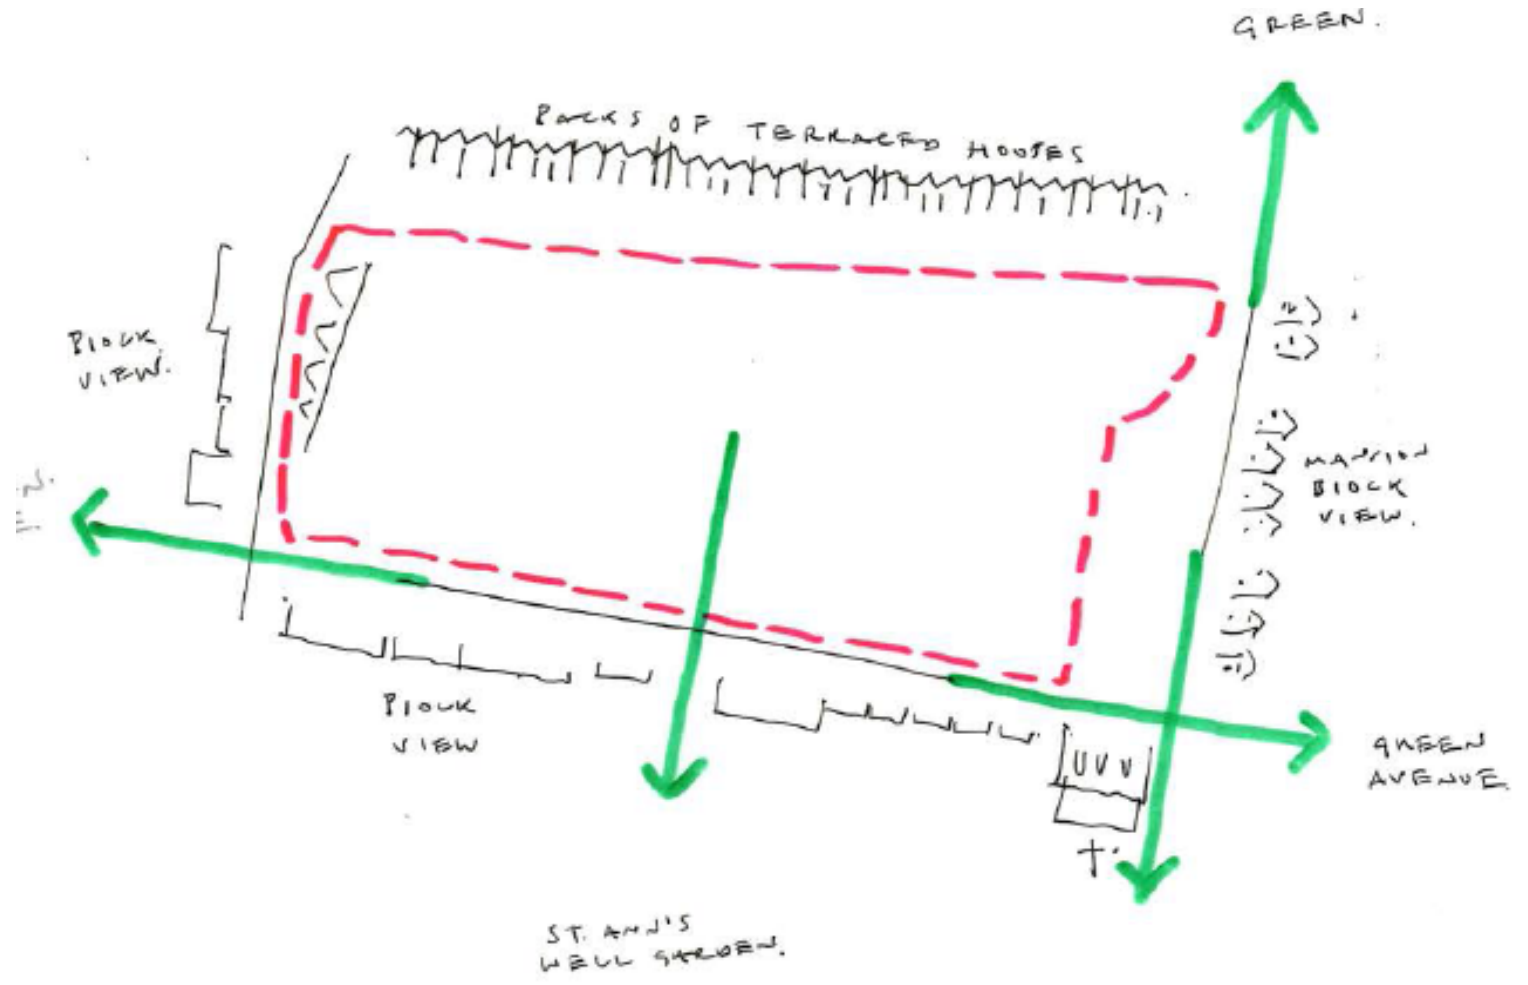 GREEN.
BACKS OF TERRACED HOUSES
BLOCK
VIEW.
MANSION
BLOCK
VIEW.
BLOCK
VIEW
GREEN
AVENUE.
ST. ANN'S
WELL GARDEN.